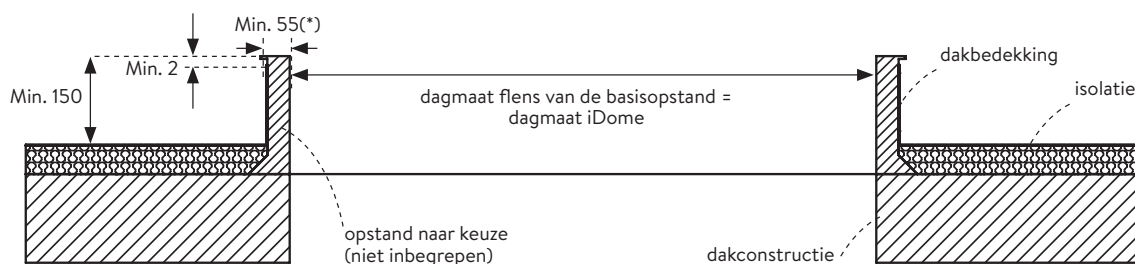 Min. 55(*)
Min. 2
Min. 150
dagmaat flens van de basisopstand =
dagmaat iDome
dakbedekking
isolatie
opstand naar keuze
(niet inbegrepen)
dakconstructie